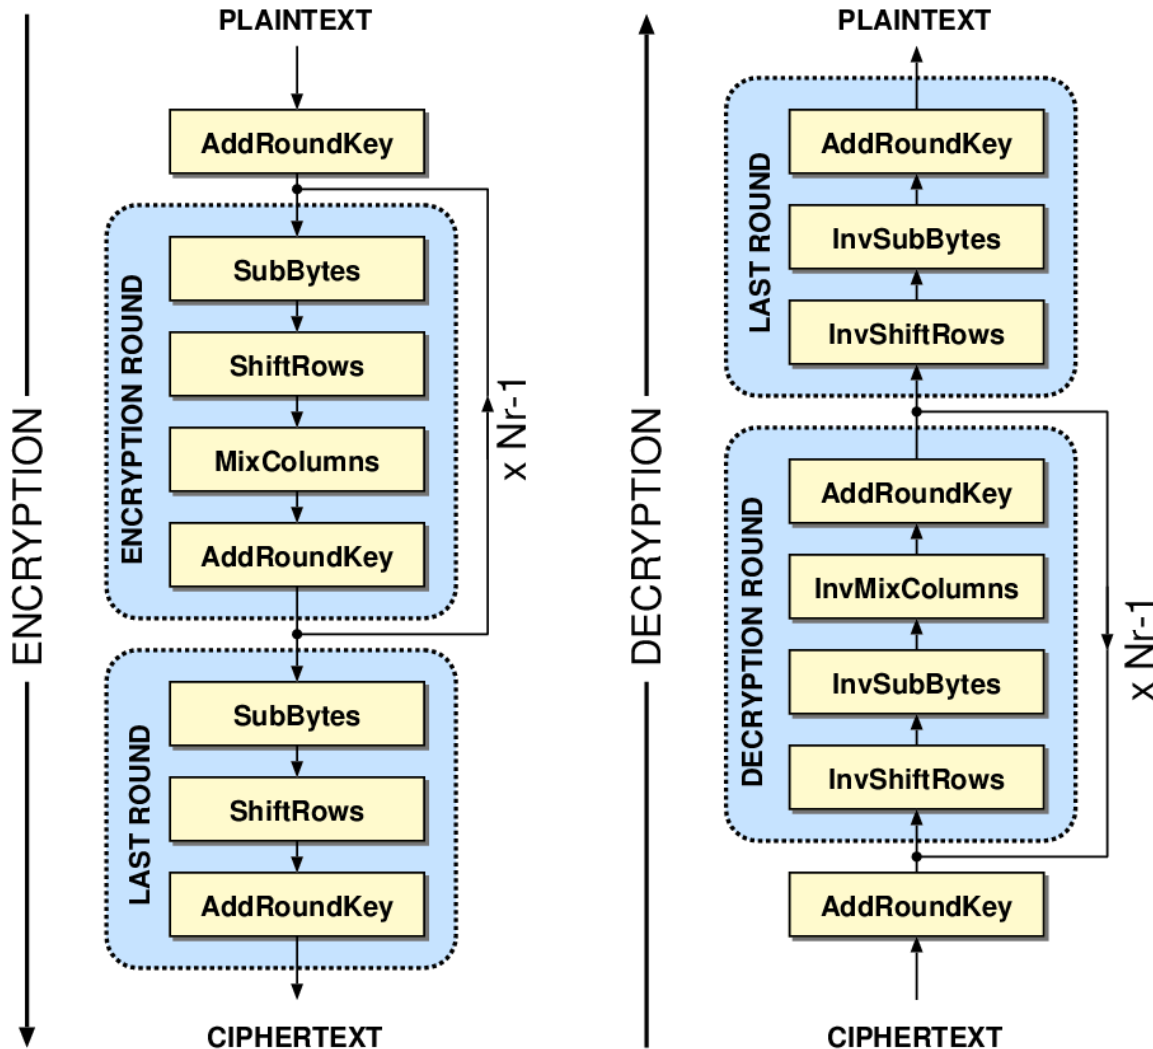 PLAINTEXT
AddRoundKey
ENCRYPTION ROUND
SubBytes
ShiftRows
MixColumns
AddRoundKey
x Nr-1
ENCRYPTION
LAST ROUND
SubBytes
ShiftRows
AddRoundKey
CIPHERTEXT
PLAINTEXT
LAST ROUND
AddRoundKey
InvSubBytes
InvShiftRows
DECRYPTION
DECRYPTION ROUND
AddRoundKey
InvMixColumns
InvSubBytes
InvShiftRows
x Nr-1
AddRoundKey
CIPHERTEXT